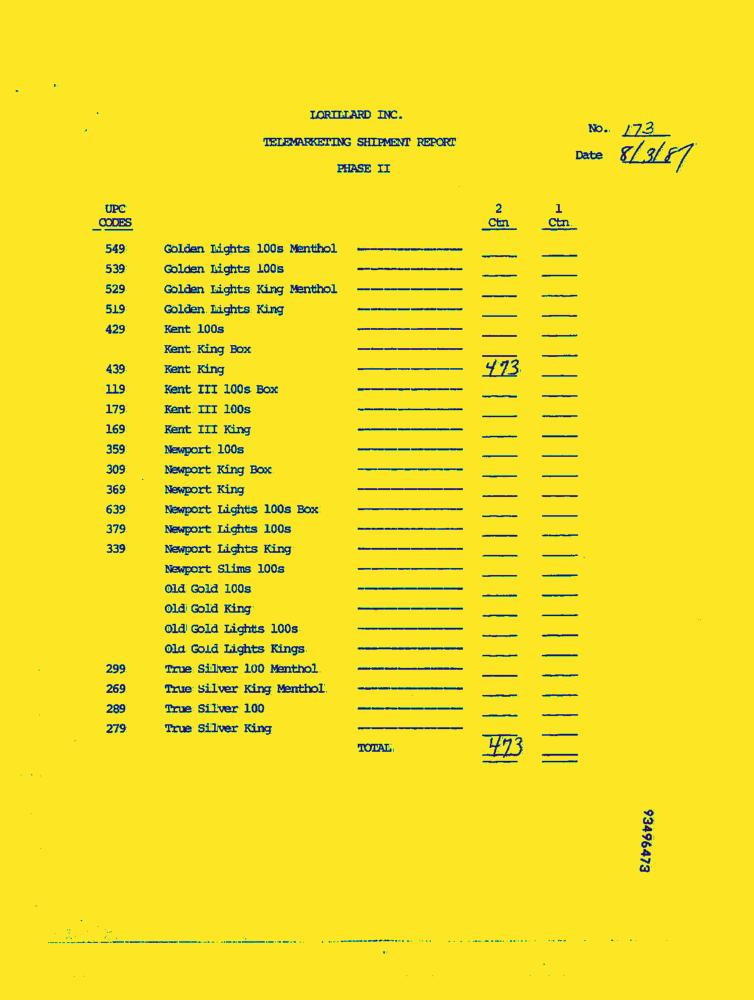 LORILLARD INC.
No. 173
TELEMARKETING SHIPMENT REPORT
Date 8/3/87
PHASE II
UPC 2 1
CODES Ctn Ctn
549 Golden Lights 100s Menthol
539 Golden Lights 100s
529 Golden Lights King Menthol
519 Golden Lights King
429 Kent 100s
Kent King Box
439 Kent King 473
119 Kent III 100s Box
179 Kent III 100s
169 Kent III King
359 Newport 100s
309 Newport King Box
369 Newport King
639 Newport Lights 100s Box
379 Newport Lights 100s
339 Newport Lights King
Newport Slims 100s
Old Gold 100s
Old Gold King
Old Gold Lights 100s
Old Gold Lights Kings
299 True Silver 100 Menthol
269 True Silver King Menthol
289 True Silver 100
279 True Silver King
TOTAL 473
93496473